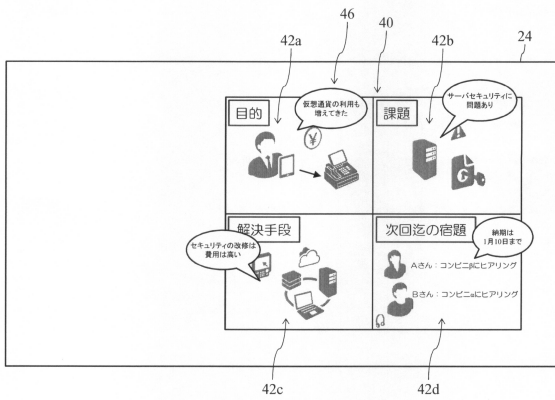 46
40
42a
42b
24
目的
仮想通貨の利用も
増えてきた
¥
課題
サーバセキュリティに
問題あり
解決手段
セキュリティの改修は
費用は高い
次回迄の宿題
納期は
1月10日まで
Aさん：コンビニβにヒアリング
Bさん：コンビニαにヒアリング
42c
42d